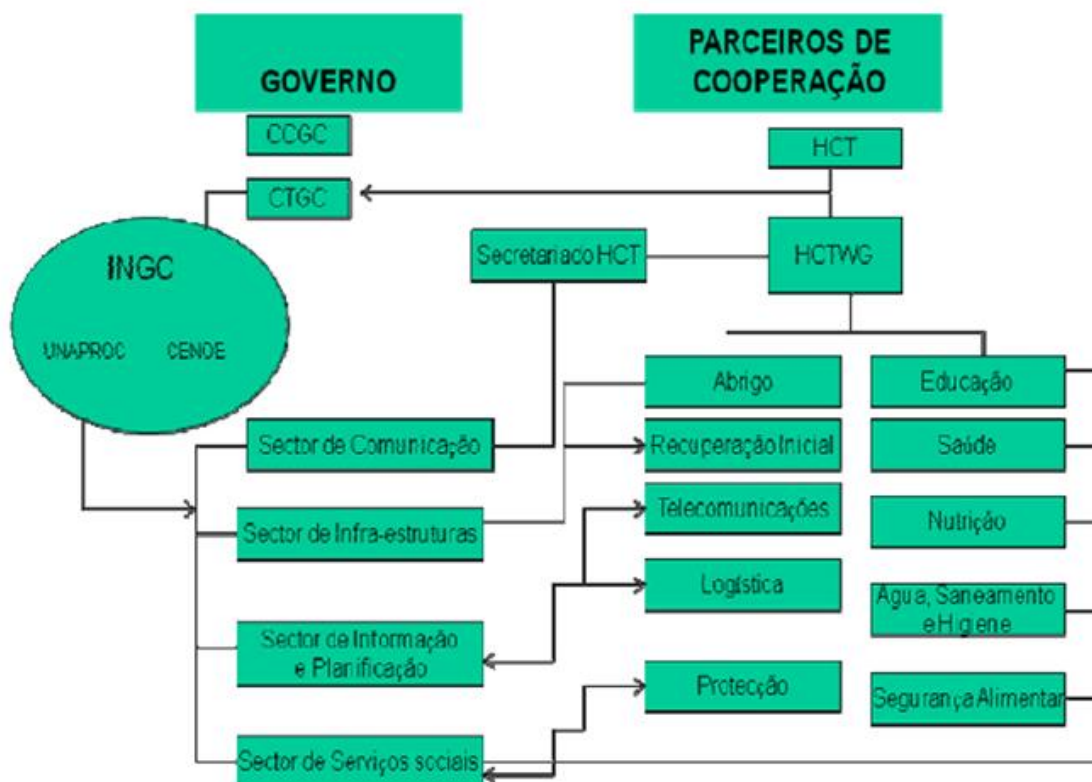 GOVERNO
PARCEIROS DE
COOPERAÇÃO
CCGC
HCT
CTGC
Secretariaco HCT
HCTWG
INGC
UNAPROC
CENOE
Abrigo
Educação
Sector de Comunicação
Recuperação Inicial
Saúde
Telecomunicações
Nutrição
Sector de Infra-estruturas
Logística
Água, Saneamento
e Higiene
Sector de Informação
e Planificação
Protecção
Segurança Alimentar
Sector de Serviços sociais